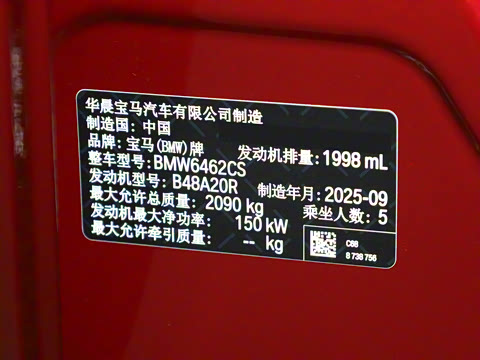 华晨宝马汽车有限公司制造
制造国: 中国
品牌: 宝马(BMW)牌 发动机排量: 1998 mL
整车型号: BMW6462CS
发动机型号: B48A20R 制造年月: 2025-09
最大允许总质量: 2090 kg 乘坐人数: 5
发动机最大净功率: 150 kW
最大允许牵引质量: -- kg
C68
8 738 756